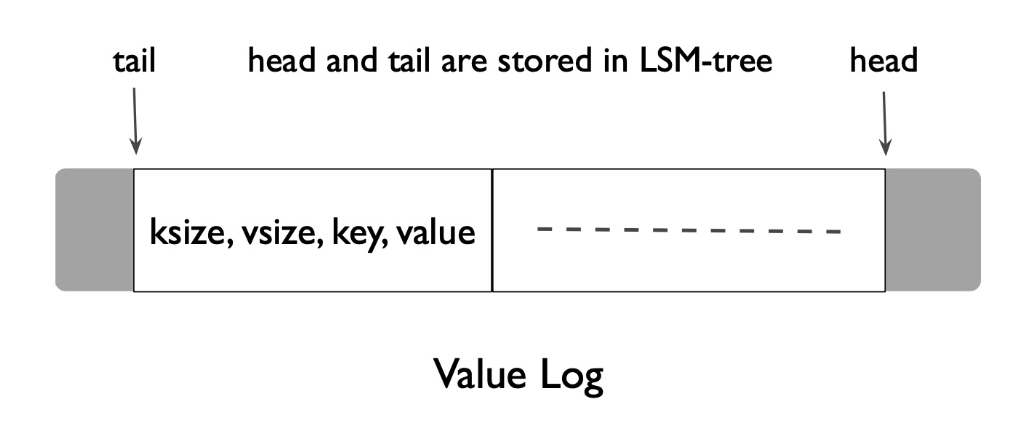 tail head and tail are stored in LSM-tree head
ksize, vsize, key, value
Value Log